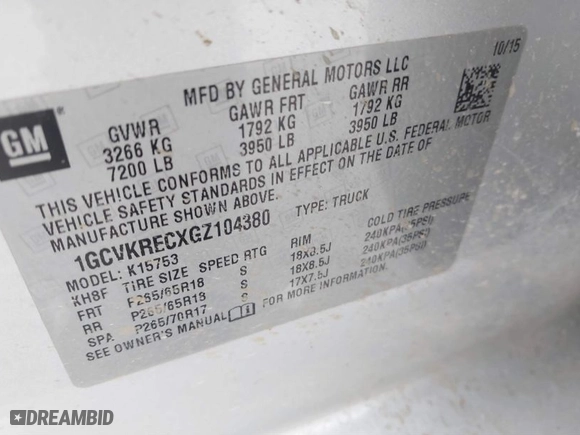 10/15
MFD BY GENERAL MOTORS LLC
GM
GVWR GAWR FRT GAWR RR
3266 KG 1792 KG 1792 KG
7200 LB 3950 LB 3950 LB
THIS VEHICLE CONFORMS TO ALL APPLICABLE U.S. FEDERAL MOTOR
VEHICLE SAFETY STANDARDS IN EFFECT ON THE DATE OF
MANUFACTURE SHOWN ABOVE.
1GCVKRECXGZ104380 TYPE: TRUCK
MODEL: K15753
XH8F TIRE SIZE SPEED RTG RIM COLD TIRE PRESSURE
FRT P265/65R18 S 18X8.5J 240KPA(35PSI)
RR P265/65R18 S 18X8.5J 240KPA(35PSI)
SPA P265/70R17 S 17X7.5J 240KPA(35PSI)
SEE OWNER'S MANUAL FOR MORE INFORMATION.
DREAMBID